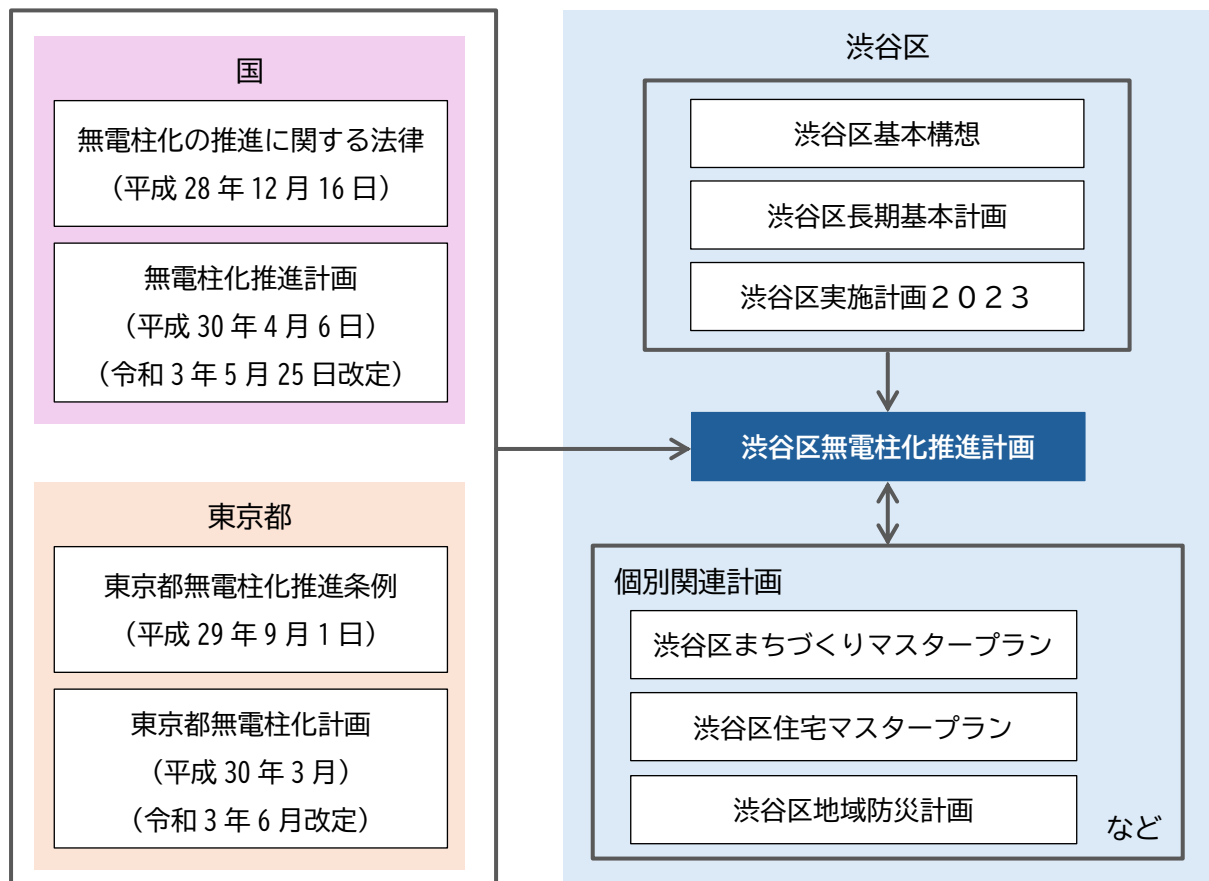 国
無電柱化の推進に関する法律
（平成 28 年 12 月 16 日）
無電柱化推進計画
（平成 30 年 4 月 6 日）
（令和 3 年 5 月 25 日改定）
東京都
東京都無電柱化推進条例
（平成 29 年 9 月 1 日）
東京都無電柱化計画
（平成 30 年 3 月）
（令和 3 年 6 月改定）
渋谷区
渋谷区基本構想
渋谷区長期基本計画
渋谷区実施計画２０２３
渋谷区無電柱化推進計画
個別関連計画
渋谷区まちづくりマスタープラン
渋谷区住宅マスタープラン
渋谷区地域防災計画
など